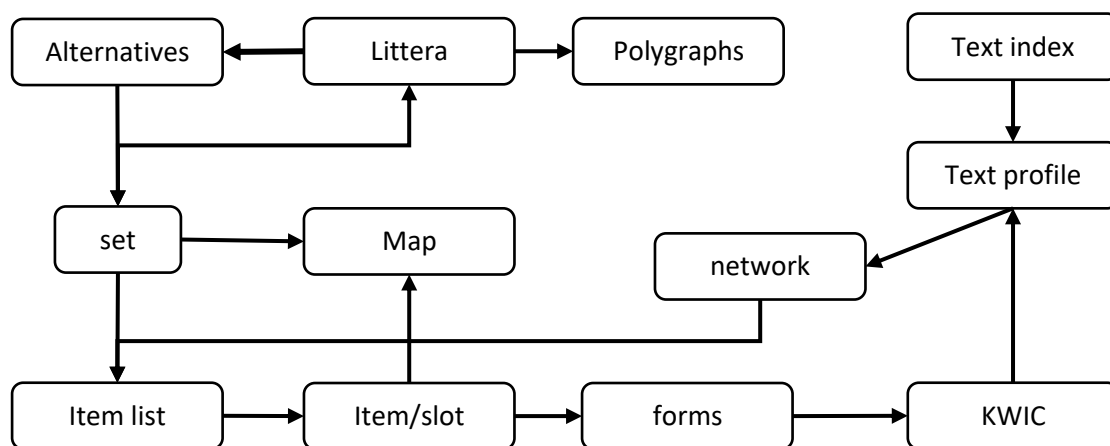 Alternatives
Littera
Polygraphs
Text index
Text profile
set
Map
network
Item list
Item/slot
forms
KWIC